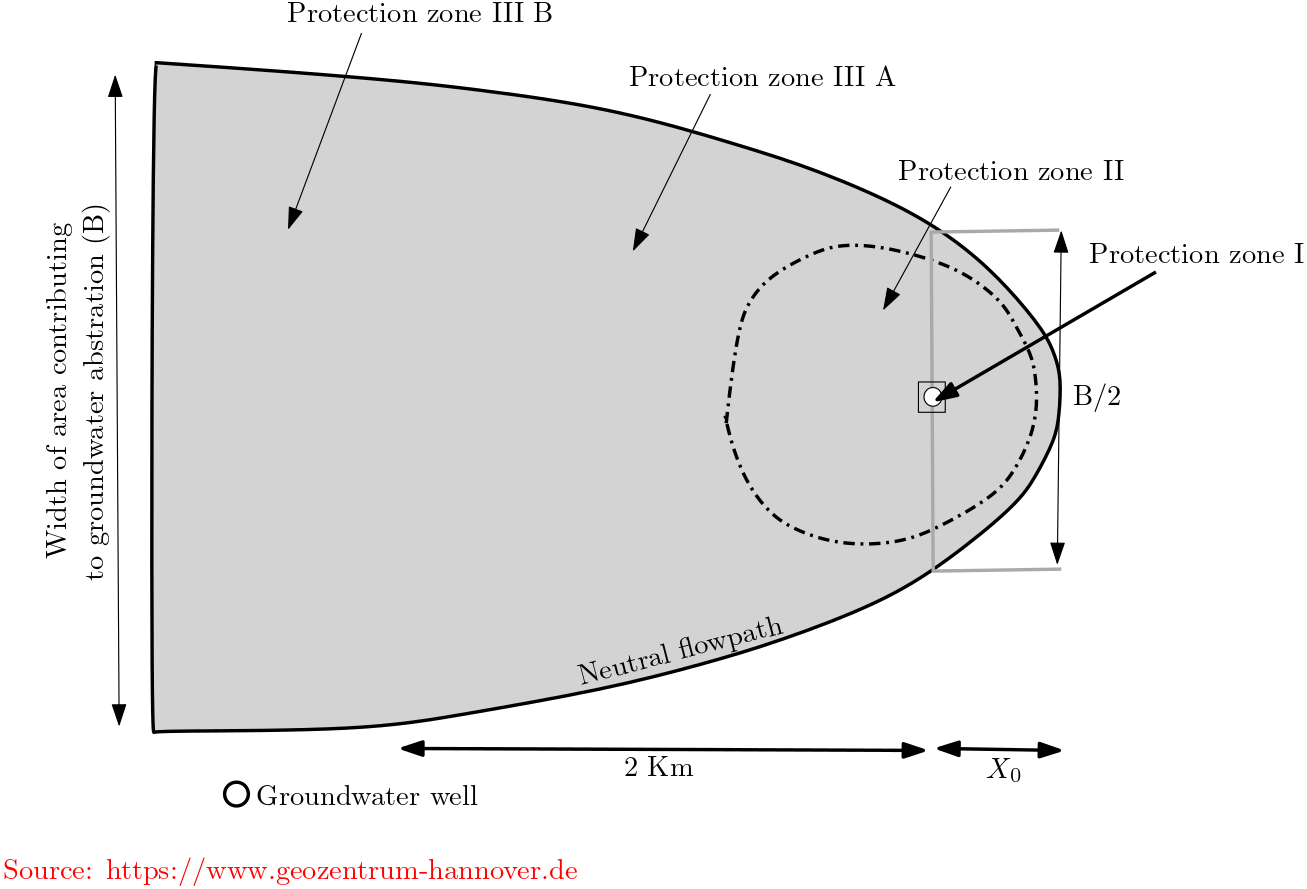 Protection zone III B
Protection zone III A
Protection zone II
Protection zone I
Width of area contributing
to groundwater abstration (B)
B/2
Neutral flowpath
2 Km
X₀
Groundwater well
Source: https://www.geozentrum-hannover.de